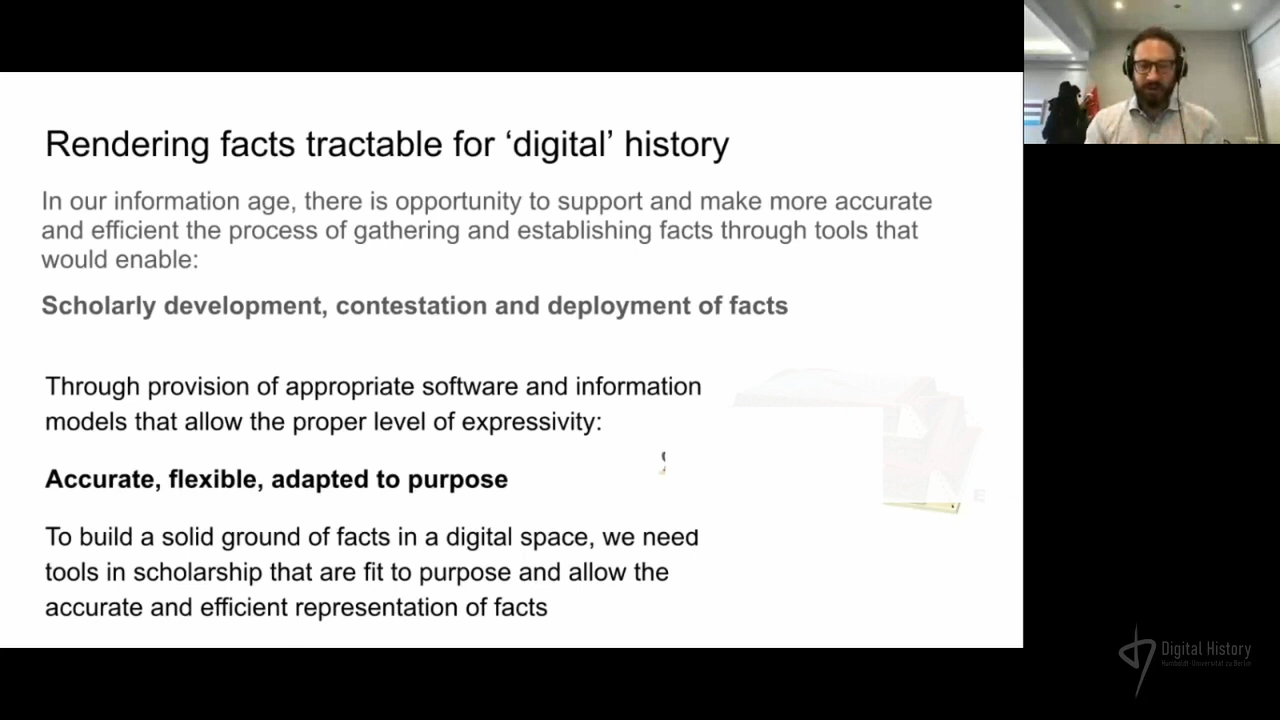 Rendering facts tractable for ‘digital’ history
In our information age, there is opportunity to support and make more accurate
and efficient the process of gathering and establishing facts through tools that
would enable:
Scholarly development, contestation and deployment of facts
Through provision of appropriate software and information
models that allow the proper level of expressivity:
Accurate, flexible, adapted to purpose
To build a solid ground of facts in a digital space, we need
tools in scholarship that are fit to purpose and allow the
accurate and efficient representation of facts
Digital History
Humboldt-Universität zu Berlin